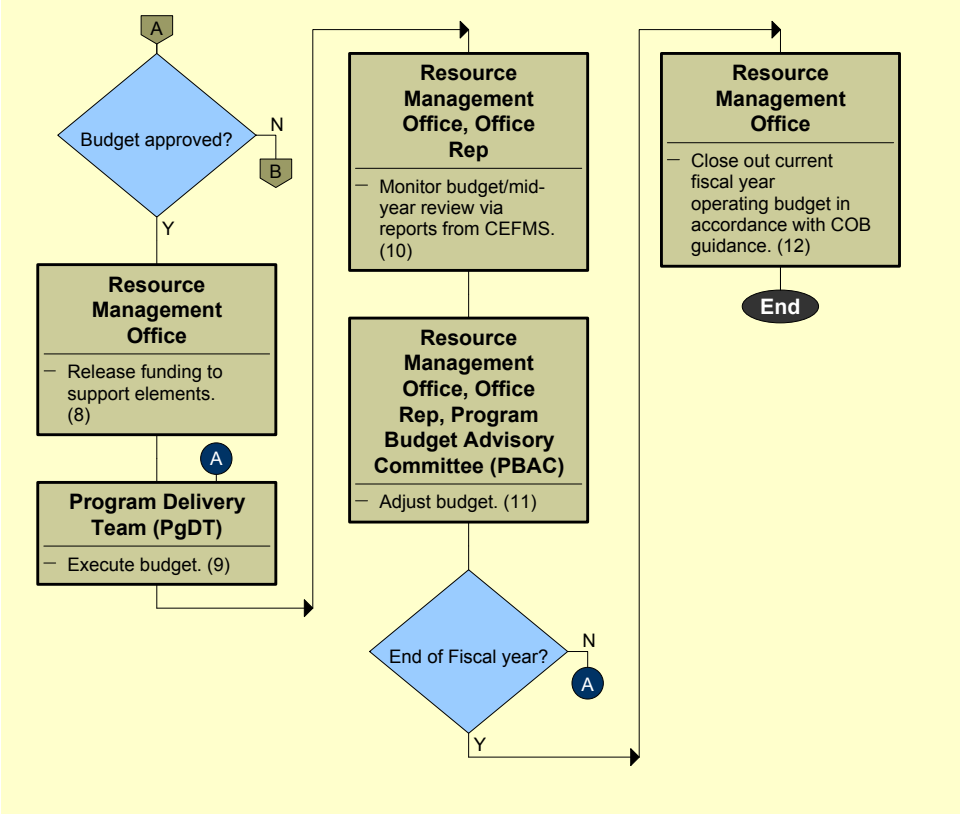 A
Budget approved?
N
B
Y
Resource
Management
Office
– Release funding to
support elements.
(8)
A
Program Delivery
Team (PgDT)
– Execute budget. (9)
Resource
Management
Office, Office
Rep
– Monitor budget/mid-
year review via
reports from CEFMS.
(10)
Resource
Management
Office, Office
Rep, Program
Budget Advisory
Committee (PBAC)
– Adjust budget. (11)
End of Fiscal year?
N
A
Y
Resource
Management
Office
– Close out current
fiscal year
operating budget in
accordance with COB
guidance. (12)
End